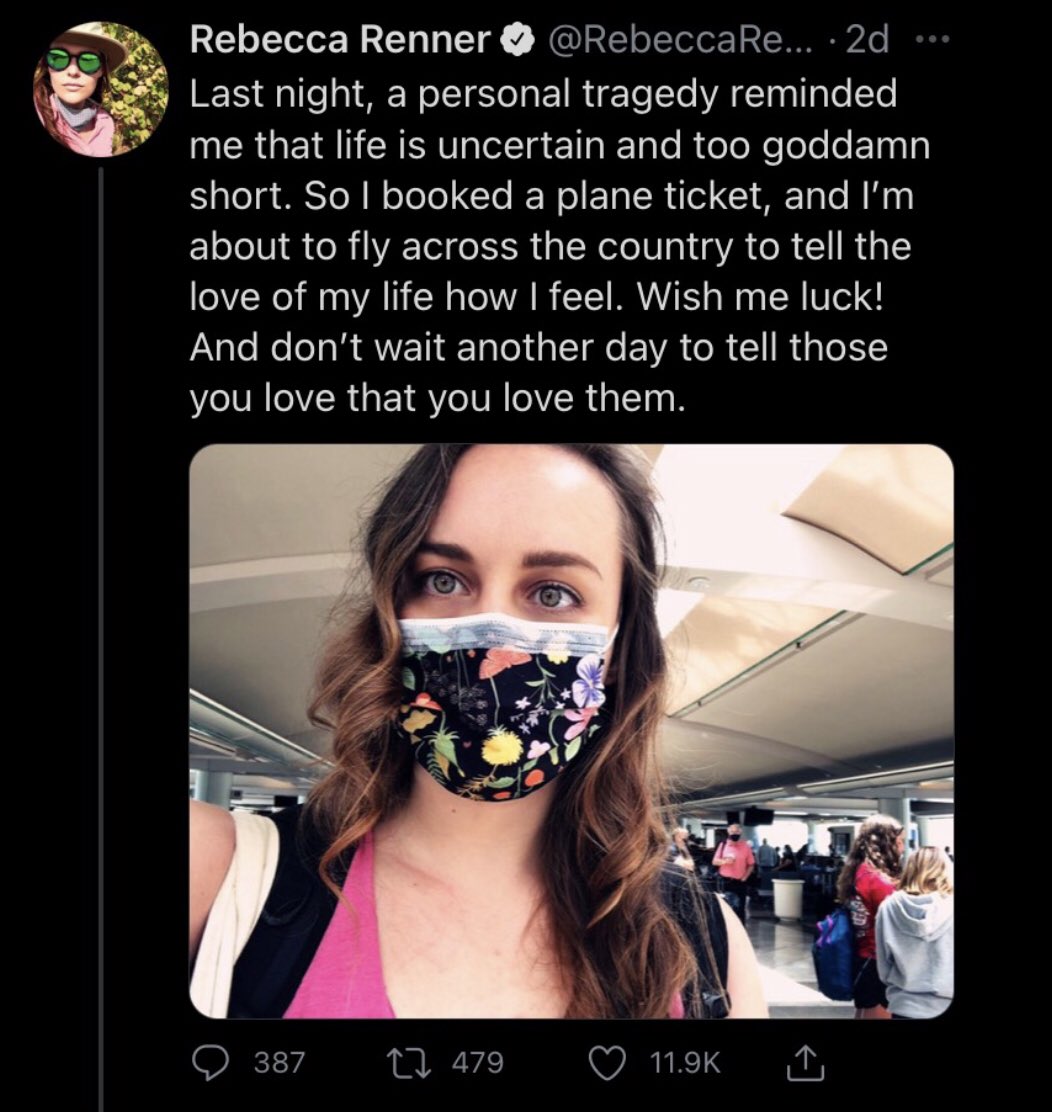 Rebecca Renner @RebeccaRe... · 2d
Last night, a personal tragedy reminded
me that life is uncertain and too goddamn
short. So I booked a plane ticket, and I’m
about to fly across the country to tell the
love of my life how I feel. Wish me luck!
And don’t wait another day to tell those
you love that you love them.
387 479 11.9K